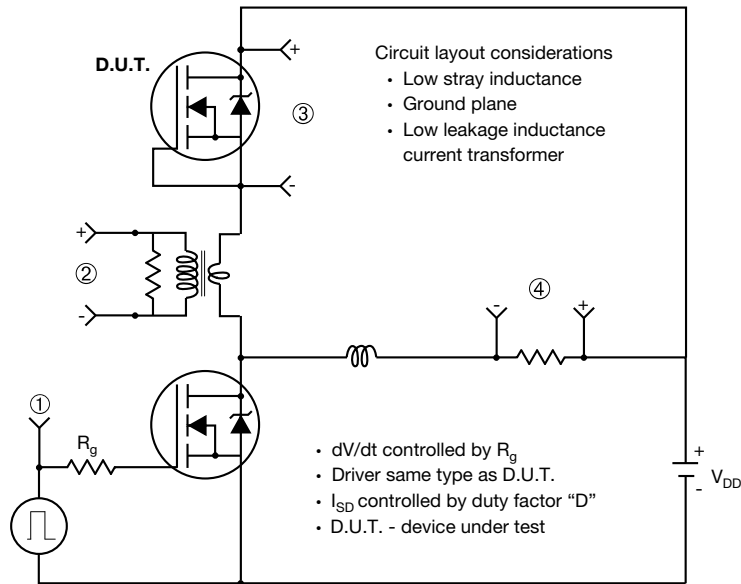 D.U.T.
+
③
-
Circuit layout considerations
• Low stray inductance
• Ground plane
• Low leakage inductance
current transformer
+
②
-
-
④
+
①
R<sub>g</sub>
• dV/dt controlled by R<sub>g</sub>
• Driver same type as D.U.T.
• I<sub>SD</sub> controlled by duty factor “D”
• D.U.T. - device under test
+
V<sub>DD</sub>
-